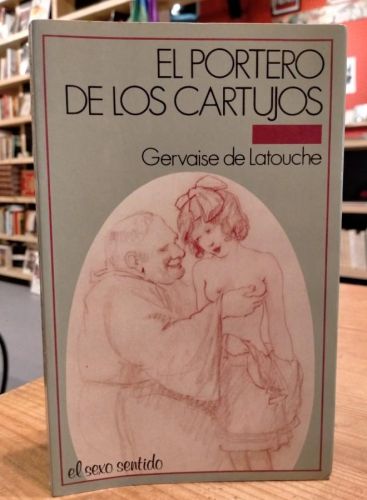 EL PORTERO
DE LOS CARTUJOS
Gervaise de Latouche
el sexo sentido